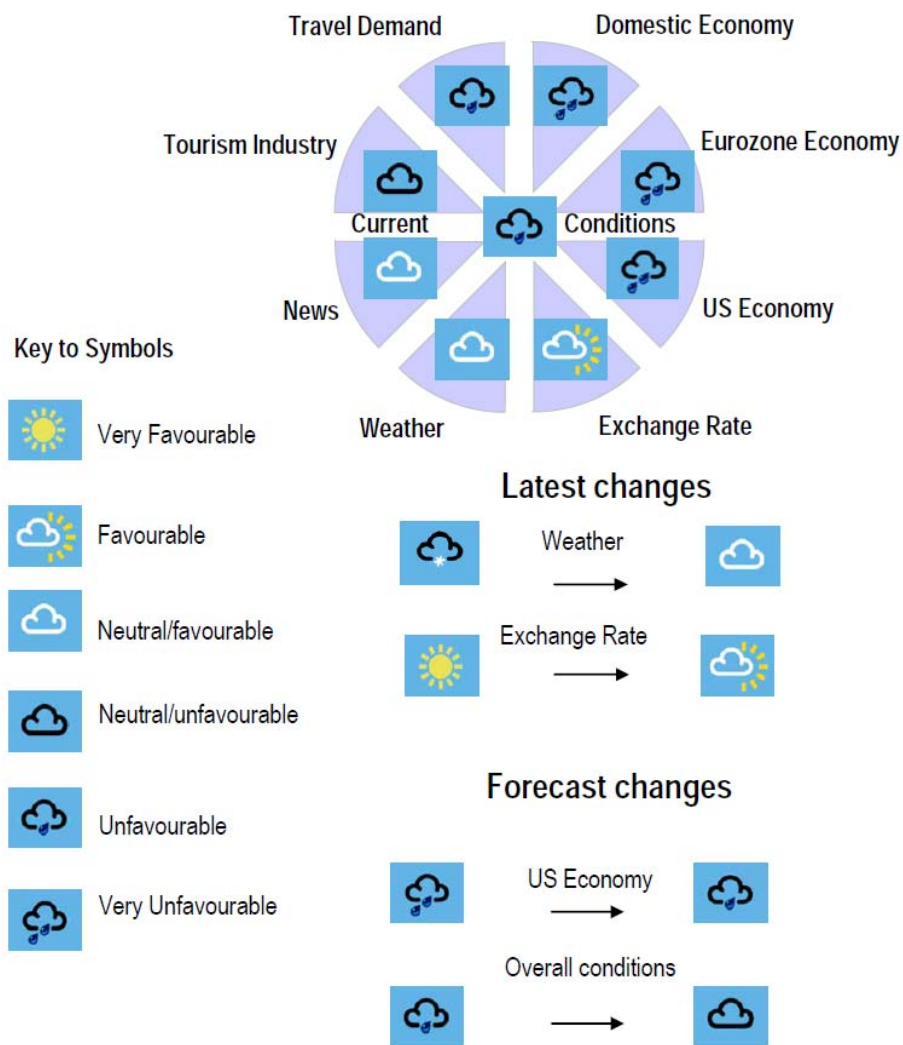 Travel Demand
Domestic Economy
Tourism Industry
Eurozone Economy
Current
Conditions
News
US Economy
Key to Symbols
Weather
Exchange Rate
Very Favourable
Favourable
Neutral/favourable
Neutral/unfavourable
Unfavourable
Very Unfavourable
Latest changes
Weather
Exchange Rate
Forecast changes
US Economy
Overall conditions